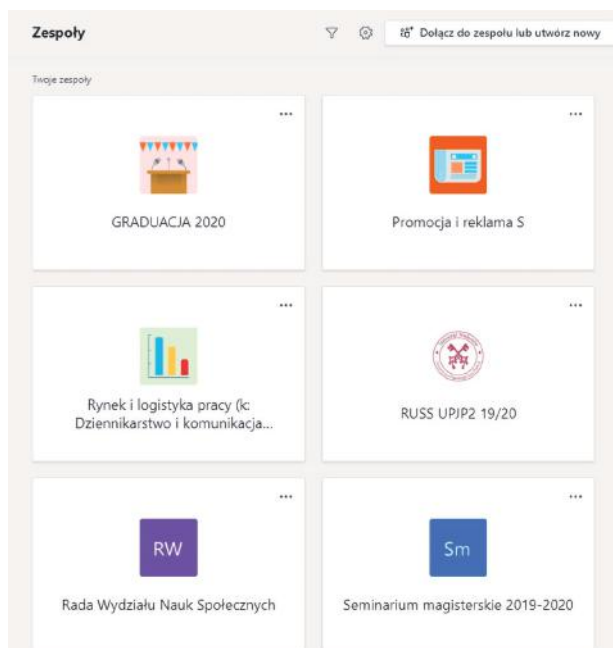 Zespoły
Dołącz do zespołu lub utwórz nowy
Twoje zespoły
GRADUACJA 2020
Promocja i reklama S
Rynek i logistyka pracy (k:
Dziennikarstwo i komunikacja...
RUSS UPJP2 19/20
RW
Rada Wydziału Nauk Społecznych
Sm
Seminarium magisterskie 2019-2020